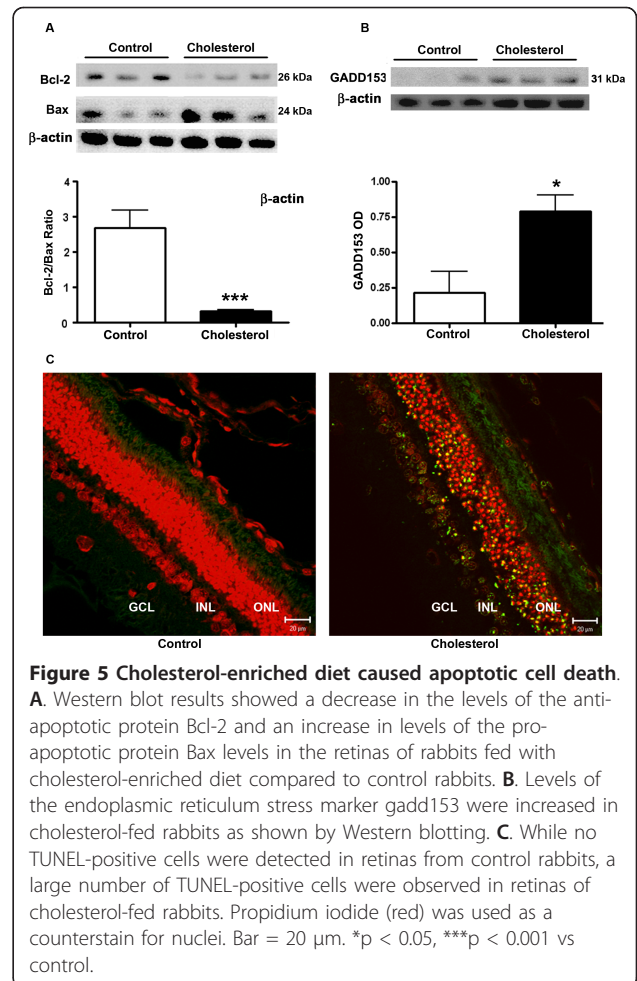 A
B
Control Cholesterol
Control Cholesterol
Bcl-2 26 kDa
GADD153 31 kDa
Bax 24 kDa
β-actin
β-actin
4
3
2
1
0
Bcl-2/Bax Ratio
β-actin
***
Control Cholesterol
1.00
0.75
0.50
0.25
0.00
GADD153 OD
*
Control Cholesterol
C
GCL INL ONL
20 µm
Control
GCL INL ONL
20 µm
Cholesterol
Figure 5 Cholesterol-enriched diet caused apoptotic cell death.
A. Western blot results showed a decrease in the levels of the anti-
apoptotic protein Bcl-2 and an increase in levels of the pro-
apoptotic protein Bax levels in the retinas of rabbits fed with
cholesterol-enriched diet compared to control rabbits. B. Levels of
the endoplasmic reticulum stress marker gadd153 were increased in
cholesterol-fed rabbits as shown by Western blotting. C. While no
TUNEL-positive cells were detected in retinas from control rabbits, a
large number of TUNEL-positive cells were observed in retinas of
cholesterol-fed rabbits. Propidium iodide (red) was used as a
counterstain for nuclei. Bar = 20 μm. *p < 0.05, ***p < 0.001 vs
control.